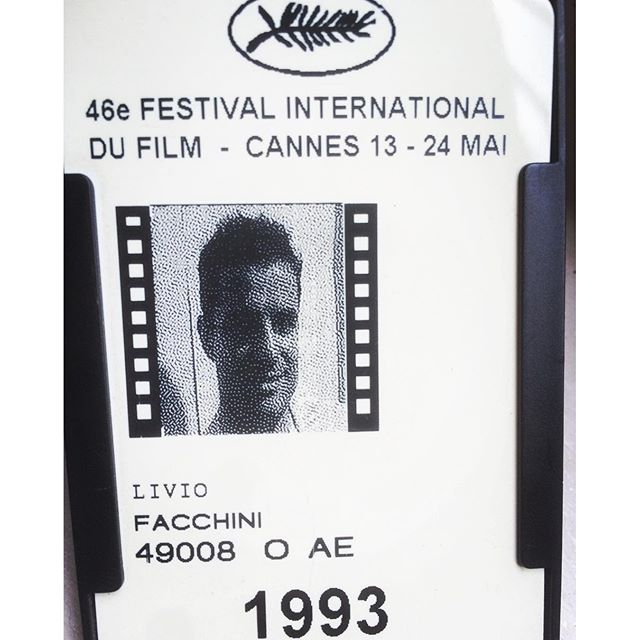 46e FESTIVAL INTERNATIONAL
DU FILM - CANNES 13 - 24 MAI
LIVIO
FACCHINI
49008 O AE
1993